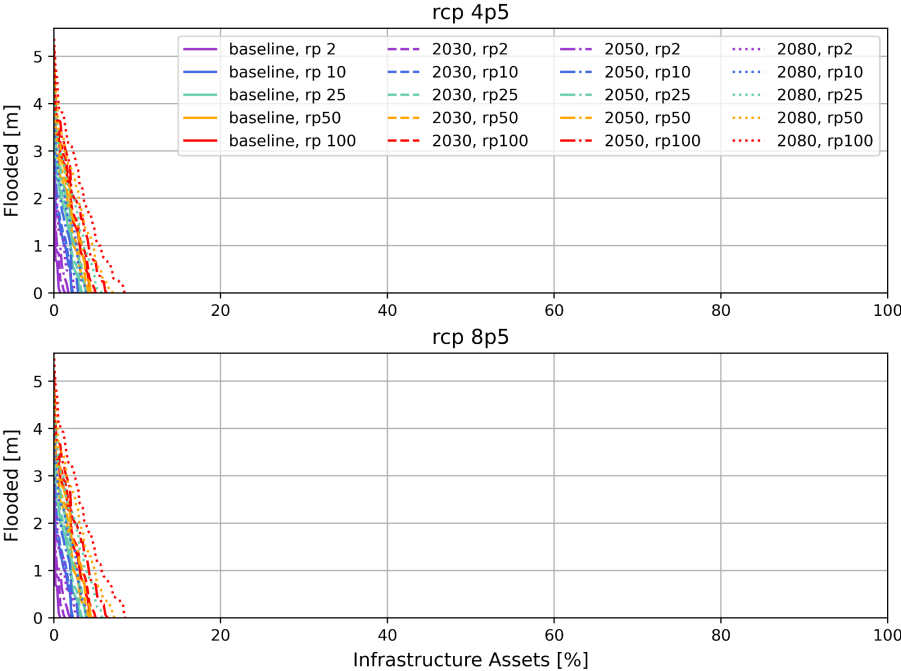 rcp 4p5
5
4
3
2
1
0
Flooded [m]
baseline, rp 2 2030, rp2 2050, rp2 2080, rp2
baseline, rp 10 2030, rp10 2050, rp10 2080, rp10
baseline, rp 25 2030, rp25 2050, rp25 2080, rp25
baseline, rp50 2030, rp50 2050, rp50 2080, rp50
baseline, rp 100 2030, rp100 2050, rp100 2080, rp100
0 20 40 60 80 100
rcp 8p5
5
4
3
2
1
0
Flooded [m]
0 20 40 60 80 100
Infrastructure Assets [%]